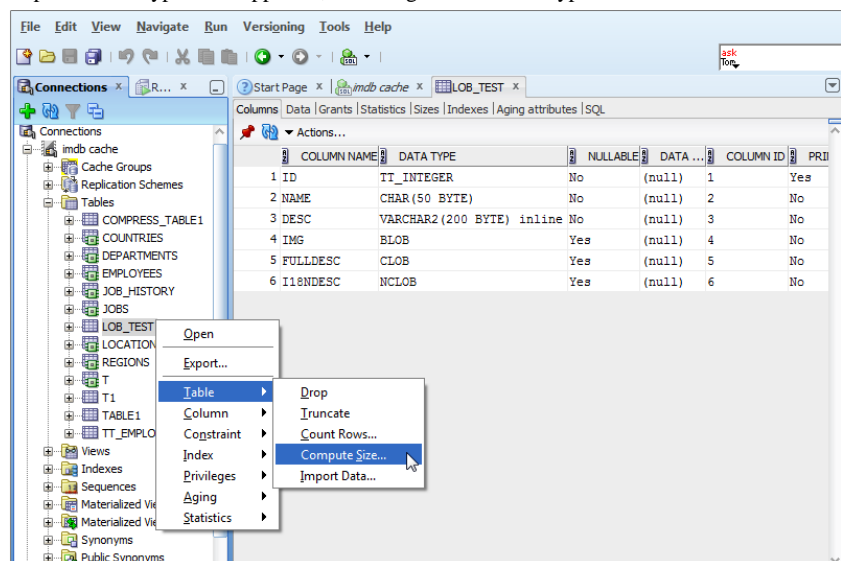 File Edit View Navigate Run Versioning Tools Help
ask
Tom
Connections x R... x
Start Page x imdb cache x LOB_TEST x
Columns Data Grants Statistics Sizes Indexes Aging attributes SQL
Actions...
Connections
imdb cache
Cache Groups
Replication Schemes
Tables
COMPRESS_TABLE1
COUNTRIES
DEPARTMENTS
EMPLOYEES
JOB_HISTORY
JOBS
LOB_TEST
LOCATION
REGIONS
T
T1
TABLE1
TT_EMPLO
Views
Indexes
Sequences
Materialized Vie
Materialized Vie
Synonyms
Public Synonyms
COLUMN NAME DATA TYPE NULLABLE DATA ... COLUMN ID PRI
1 ID TT_INTEGER No (null) 1 Yes
2 NAME CHAR(50 BYTE) No (null) 2 No
3 DESC VARCHAR2(200 BYTE) inline No (null) 3 No
4 IMG BLOB Yes (null) 4 No
5 FULLDESC CLOB Yes (null) 5 No
6 I18NDESC NCLOB Yes (null) 6 No
Open
Export...
Table
Column
Constraint
Index
Privileges
Aging
Statistics
Drop
Truncate
Count Rows...
Compute Size...
Import Data...